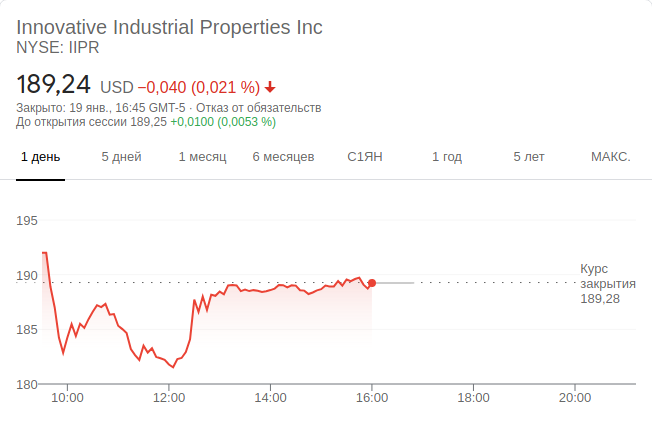 Innovative Industrial Properties Inc
NYSE: IIPR
189,24 USD −0,040 (0,021 %)
Закрыто: 19 янв., 16:45 GMT-5 · Отказ от обязательств
До открытия сессии 189,25 +0,0100 (0,0053 %)
1 день 5 дней 1 месяц 6 месяцев С1ЯН 1 год 5 лет МАКС.
195
190
185
180
Курс
закрытия
189,28
10:00 12:00 14:00 16:00 18:00 20:00